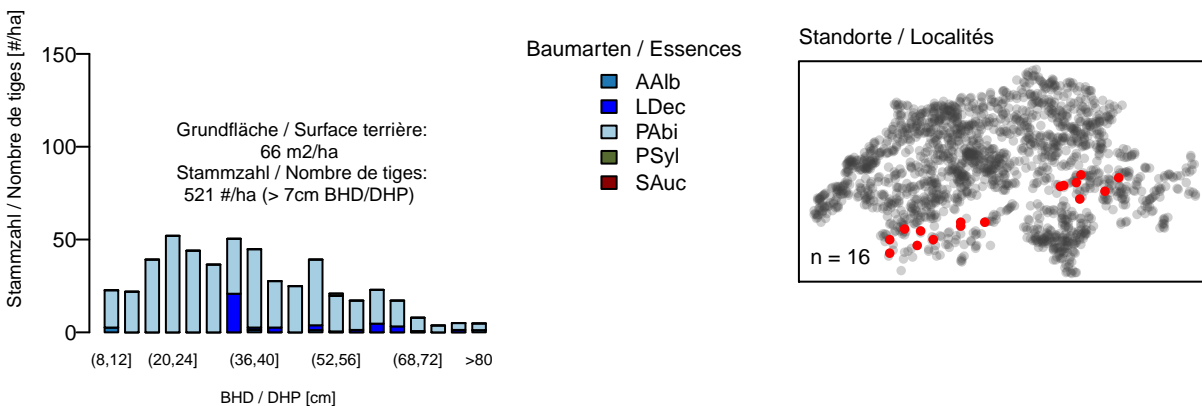 Stammzahl / Nombre de tiges [#/ha]
150
100
50
0
Grundfläche / Surface terrière:
66 m2/ha
Stammzahl / Nombre de tiges:
521 #/ha (> 7cm BHD/DHP)
(8,12]
(20,24]
(36,40]
(52,56]
(68,72]
>80
BHD / DHP [cm]
Baumarten / Essences
AAlb
LDec
PAbi
PSyl
SAuc
Standorte / Localités
n = 16